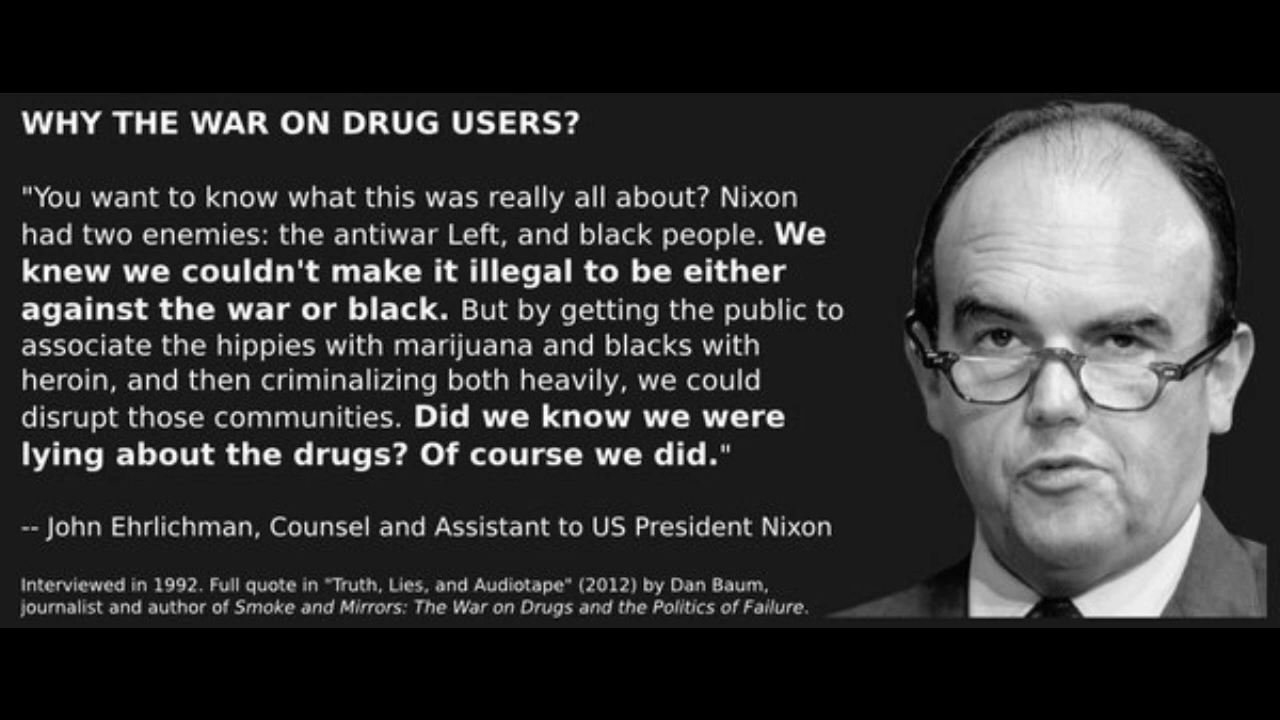 WHY THE WAR ON DRUG USERS?
"You want to know what this was really all about? Nixon
had two enemies: the antiwar Left, and black people. We
knew we couldn't make it illegal to be either
against the war or black. But by getting the public to
associate the hippies with marijuana and blacks with
heroin, and then criminalizing both heavily, we could
disrupt those communities. Did we know we were
lying about the drugs? Of course we did."
-- John Ehrlichman, Counsel and Assistant to US President Nixon
Interviewed in 1992. Full quote in "Truth, Lies, and Audiotape" (2012) by Dan Baum,
journalist and author of Smoke and Mirrors: The War on Drugs and the Politics of Failure.